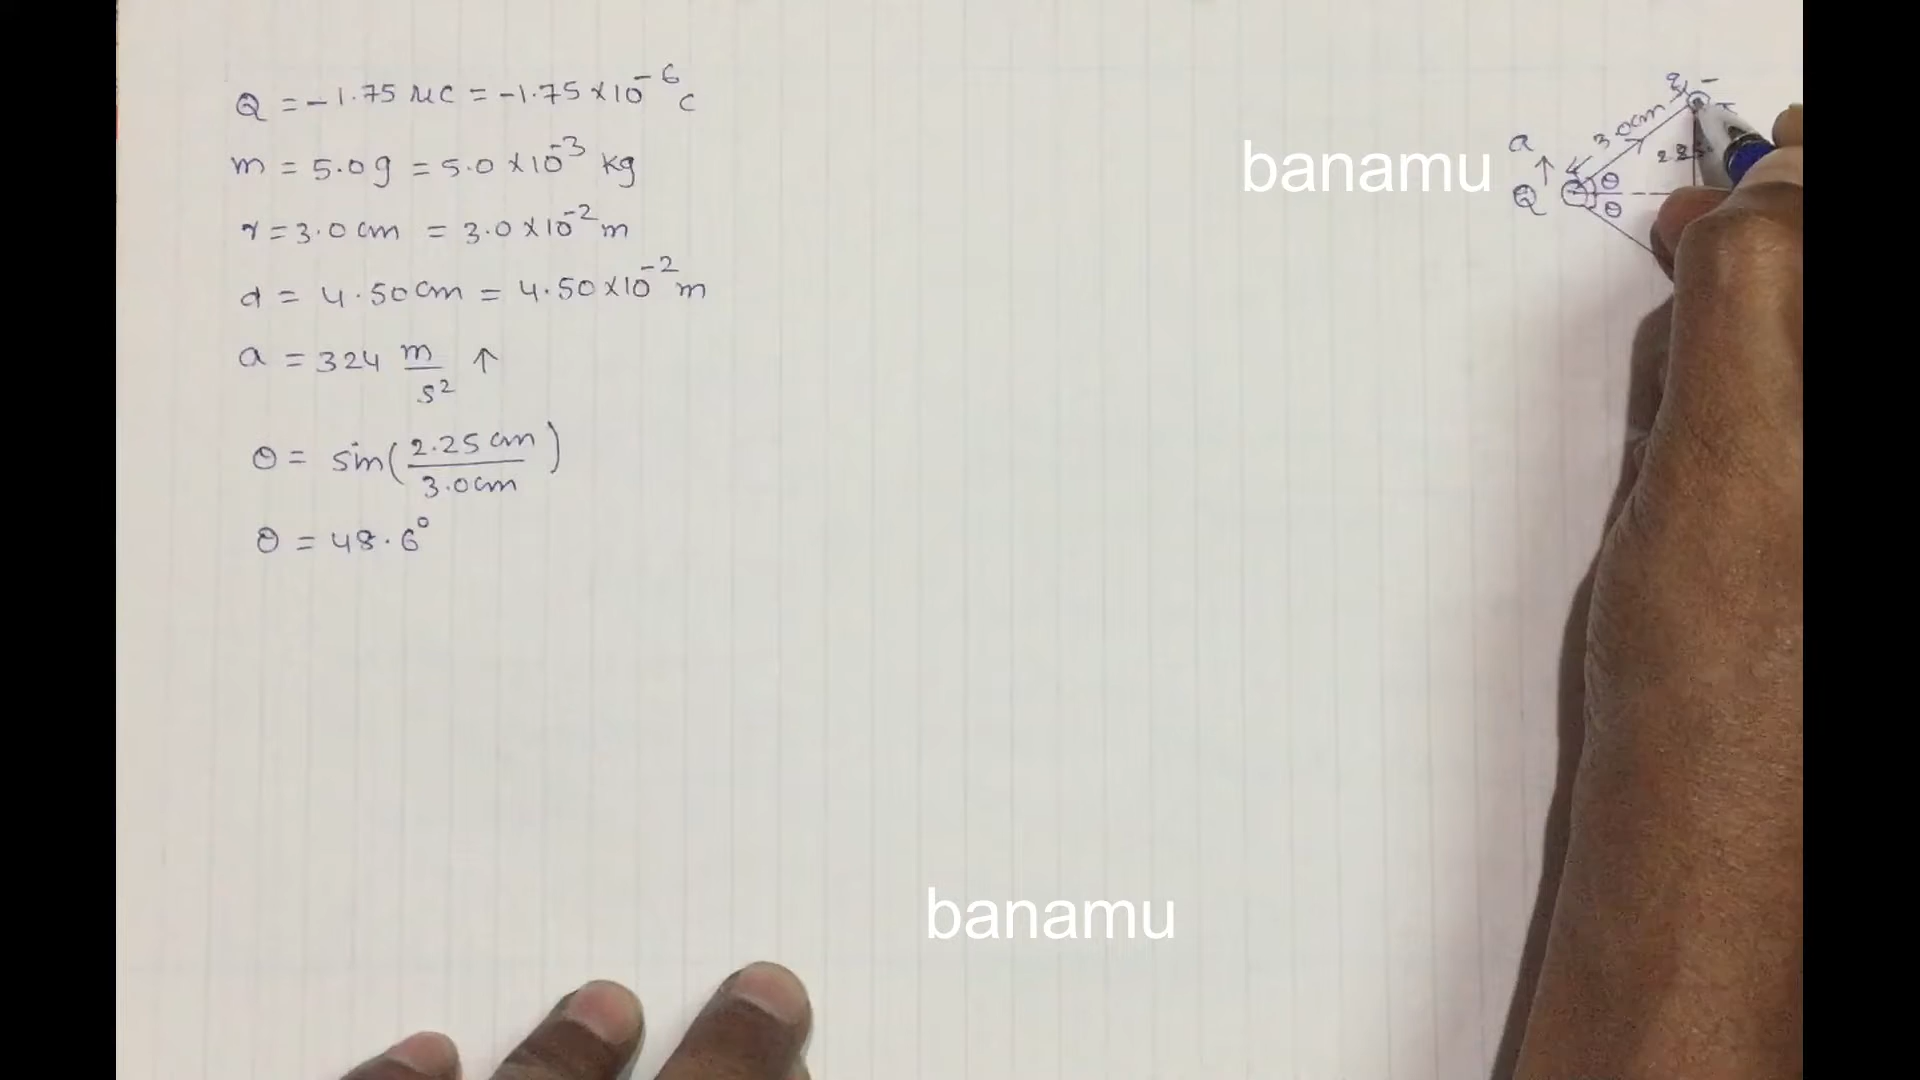 Q = -1.75 μC = -1.75 × 10⁻⁶ C
m = 5.0 g = 5.0 × 10⁻³ kg
r = 3.0 cm = 3.0 × 10⁻² m
d = 4.50 cm = 4.50 × 10⁻² m
a = 324 m/s² ↑
θ = sin(2.25 cm/3.0 cm)
θ = 48.6°
q -
3.0cm
a
↑
Q
θ
θ
banamu
banamu